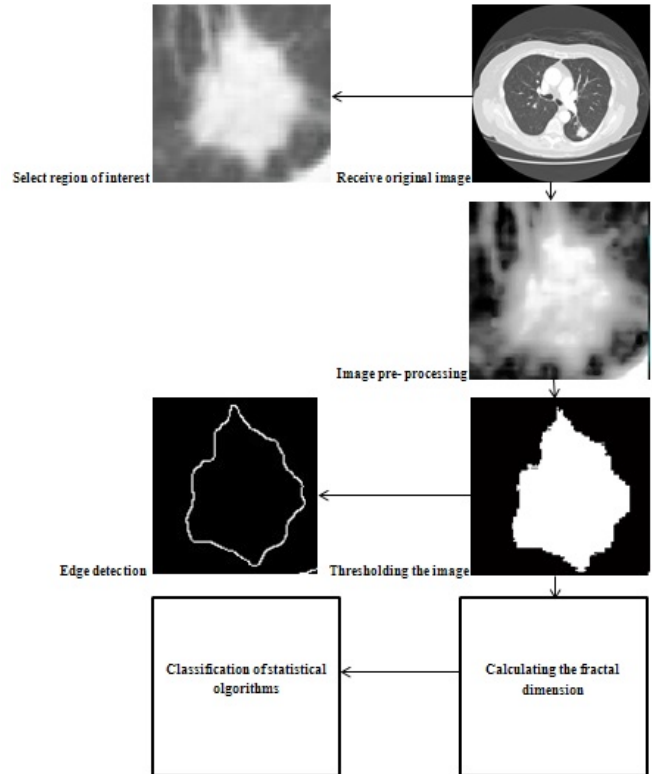 Select region of interest
Receive original image
Image pre- processing
Edge detection
Thresholding the image
Classification of statistical
olgorithms
Calculating the fractal
dimension